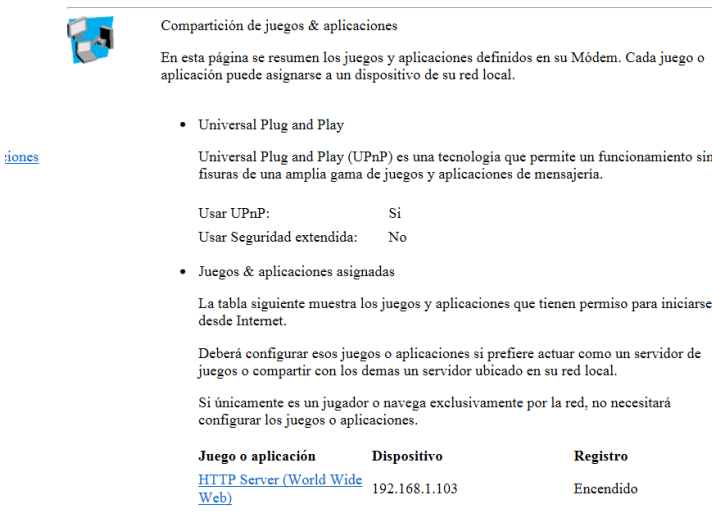 Compartición de juegos & aplicaciones
En esta página se resumen los juegos y aplicaciones definidos en su Módem. Cada juego o
aplicación puede asignarse a un dispositivo de su red local.
• Universal Plug and Play
ciones
Universal Plug and Play (UPnP) es una tecnología que permite un funcionamiento sin
fisuras de una amplia gama de juegos y aplicaciones de mensajería.
Usar UPnP: Si
Usar Seguridad extendida: No
• Juegos & aplicaciones asignadas
La tabla siguiente muestra los juegos y aplicaciones que tienen permiso para iniciarse
desde Internet.
Deberá configurar esos juegos o aplicaciones si prefiere actuar como un servidor de
juegos o compartir con los demas un servidor ubicado en su red local.
Si únicamente es un jugador o navega exclusivamente por la red, no necesitará
configurar los juegos o aplicaciones.
Juego o aplicación Dispositivo Registro
HTTP Server (World Wide
Web) 192.168.1.103 Encendido